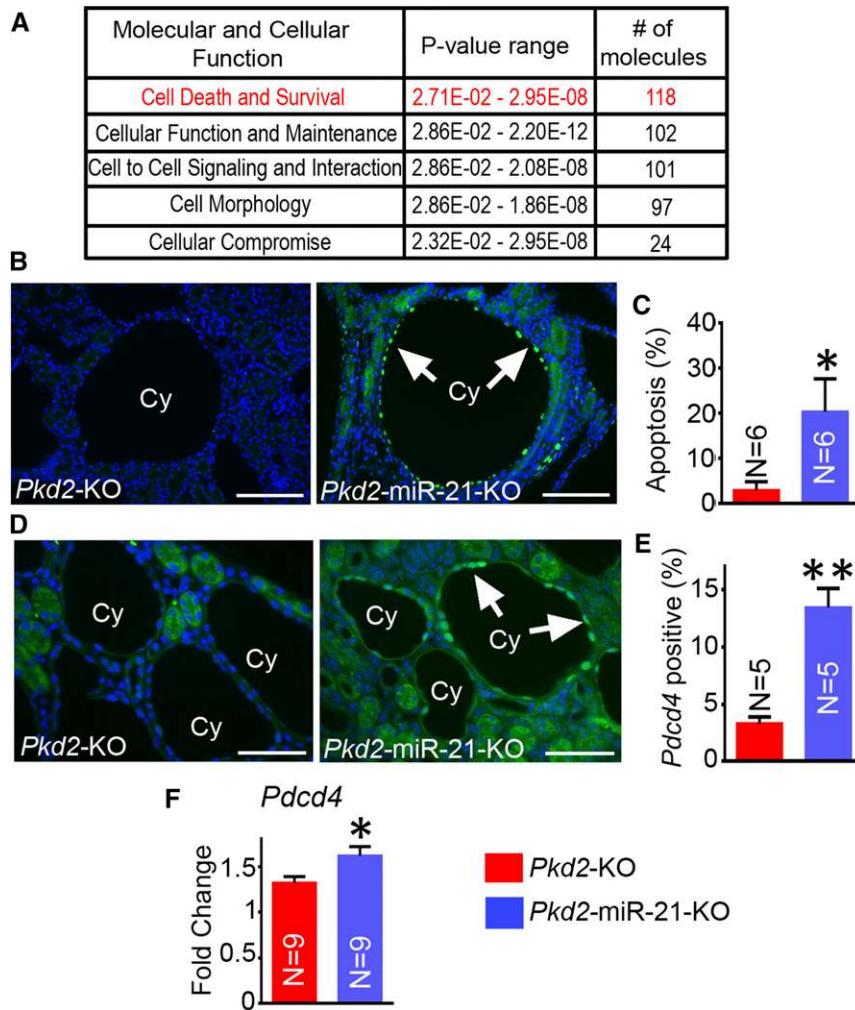 A
Molecular and Cellular Function
P-value range
# of molecules
Cell Death and Survival 2.71E-02 - 2.95E-08 118
Cellular Function and Maintenance 2.86E-02 - 2.20E-12 102
Cell to Cell Signaling and Interaction 2.86E-02 - 2.08E-08 101
Cell Morphology 2.86E-02 - 1.86E-08 97
Cellular Compromise 2.32E-02 - 2.95E-08 24
B
Cy
Pkd2-KO
Cy
Pkd2-miR-21-KO
C
Apoptosis (%)
40
30
20
10
0
N=6
*
N=6
D
Cy
Cy
Cy
Pkd2-KO
Cy
Cy
Cy
Pkd2-miR-21-KO
E
Pdcd4 positive (%)
15
10
5
0
N=5
**
N=5
F
Pdcd4
Fold Change
1.5
1
0.5
0
N=9
*
N=9
Pkd2-KO
Pkd2-miR-21-KO